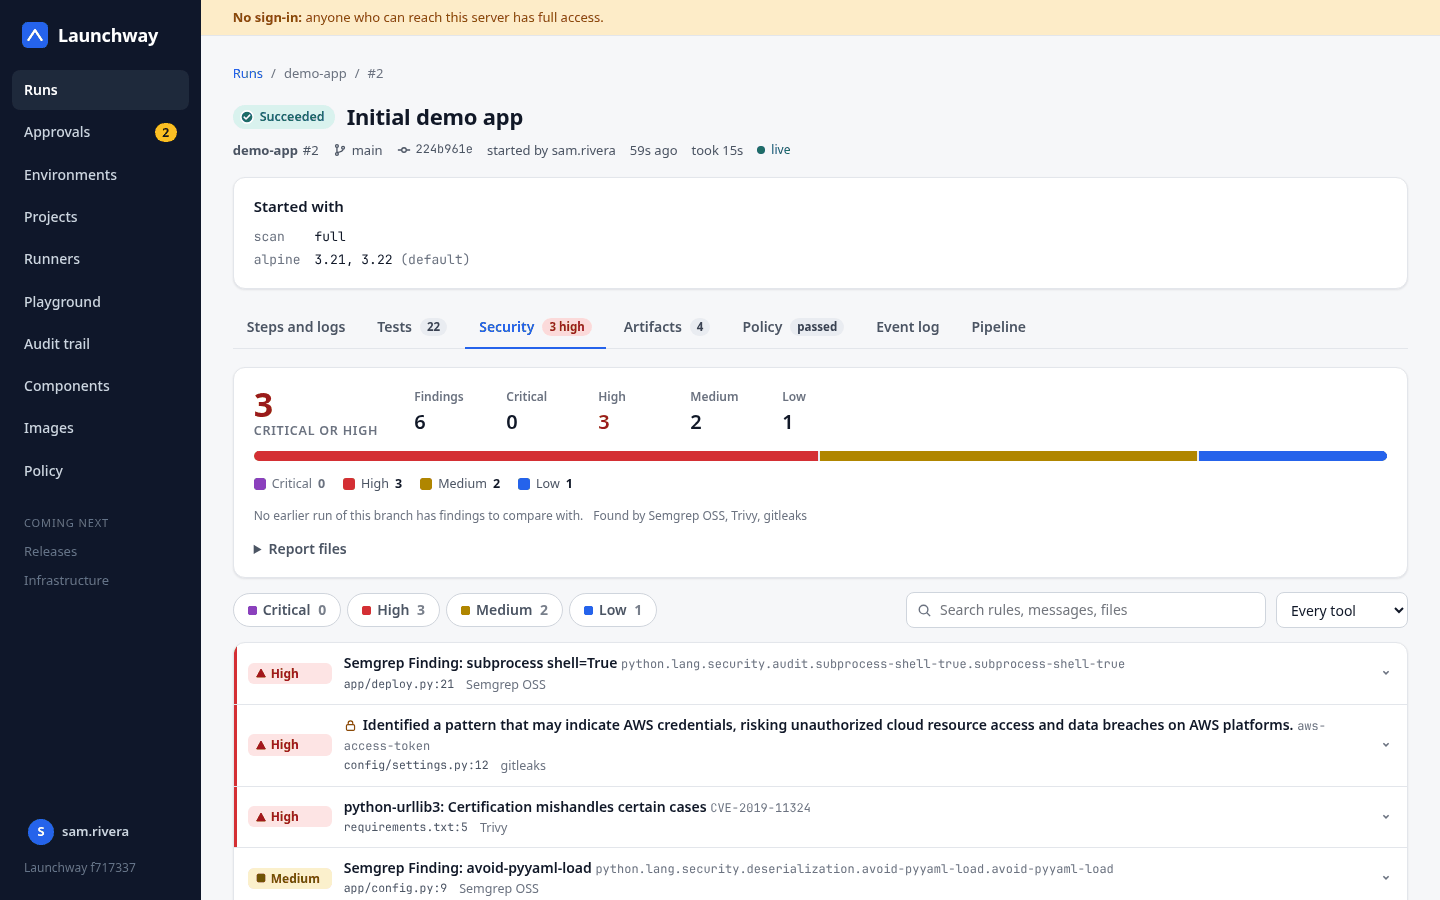 Launchway
Runs
Approvals 2
Environments
Projects
Runners
Playground
Audit trail
Components
Images
Policy
COMING NEXT
Releases
Infrastructure
S sam.rivera
Launchway f717337
No sign-in: anyone who can reach this server has full access.
Runs / demo-app / #2
Succeeded Initial demo app
demo-app #2 main 224b961e started by sam.rivera 59s ago took 15s live
Started with
scan full
alpine 3.21, 3.22 (default)
Steps and logs Tests 22 Security 3 high Artifacts 4 Policy passed Event log Pipeline
3 Findings Critical High Medium Low
CRITICAL OR HIGH 6 0 3 2 1
Critical 0 High 3 Medium 2 Low 1
No earlier run of this branch has findings to compare with. Found by Semgrep OSS, Trivy, gitleaks
Report files
Critical 0 High 3 Medium 2 Low 1 Search rules, messages, files Every tool
High Semgrep Finding: subprocess shell=True python.lang.security.audit.subprocess-shell-true.subprocess-shell-true
app/deploy.py:21 Semgrep OSS
Identified a pattern that may indicate AWS credentials, risking unauthorized cloud resource access and data breaches on AWS platforms. aws-
High access-token
config/settings.py:12 gitleaks
High python-urllib3: Certification mishandles certain cases CVE-2019-11324
requirements.txt:5 Trivy
Medium Semgrep Finding: avoid-pyyaml-load python.lang.security.deserialization.avoid-pyyaml-load.avoid-pyyaml-load
app/config.py:9 Semgrep OSS